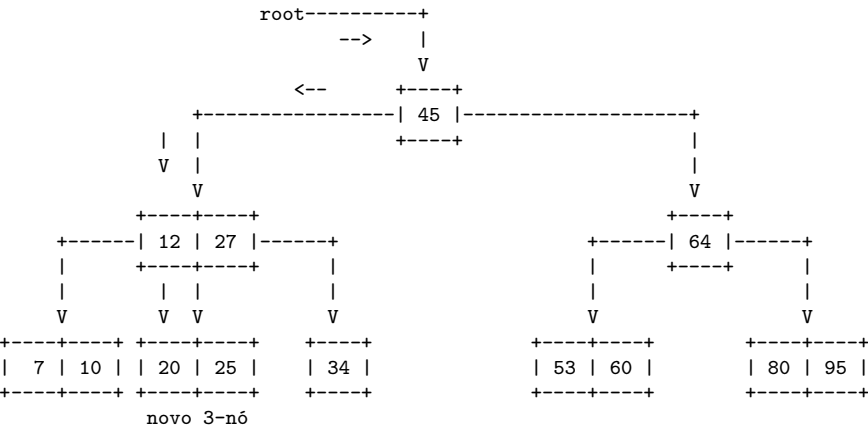 root----------+
--> |
V
<-- +-----+
+-----------------| 45 |--------------------+
| | +-----+ |
V | |
V V
+----+----+ +----+
+------| 12 | 27 |------+ +------| 64 |------+
| +----+----+ | | +----+ |
| | | | | |
V V V V V V
+----+----+ +----+----+ +----+ +----+----+ +----+----+
| 7 | 10 | | 20 | 25 | | 34 | | 53 | 60 | | 80 | 95 |
+----+----+ +----+----+ +----+ +----+----+ +----+----+
novo 3-nó